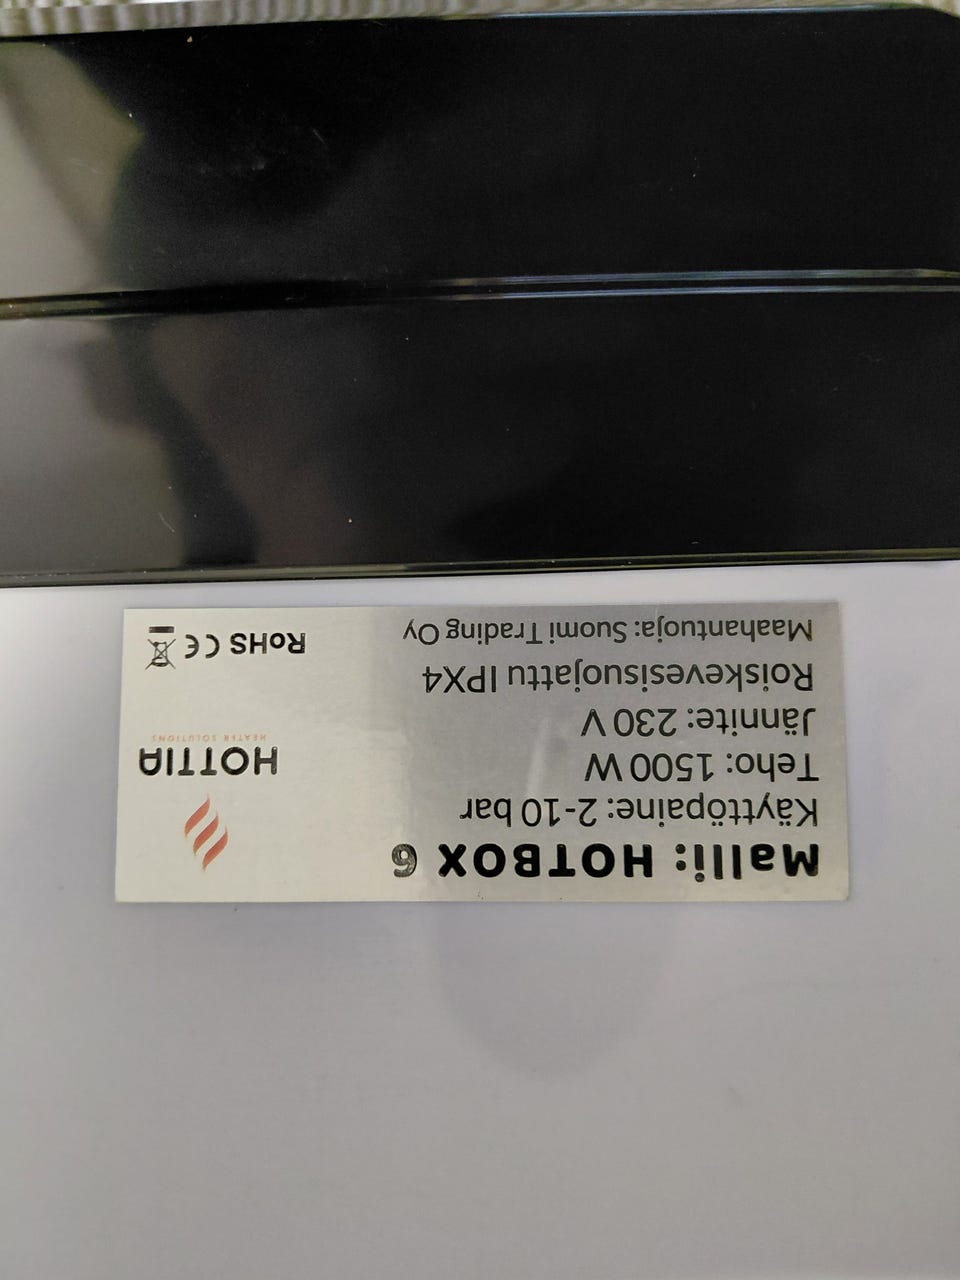 Malli: HOTBOX 6
Käyttöpaine: 2-10 bar
Teho: 1500 W
Jännite: 230 V
Roiskevesisuojattu IPX4
Maahantuoja: Suomi Trading Oy
HOTTIA
HEATER SOLUTIONS
RoHS CE